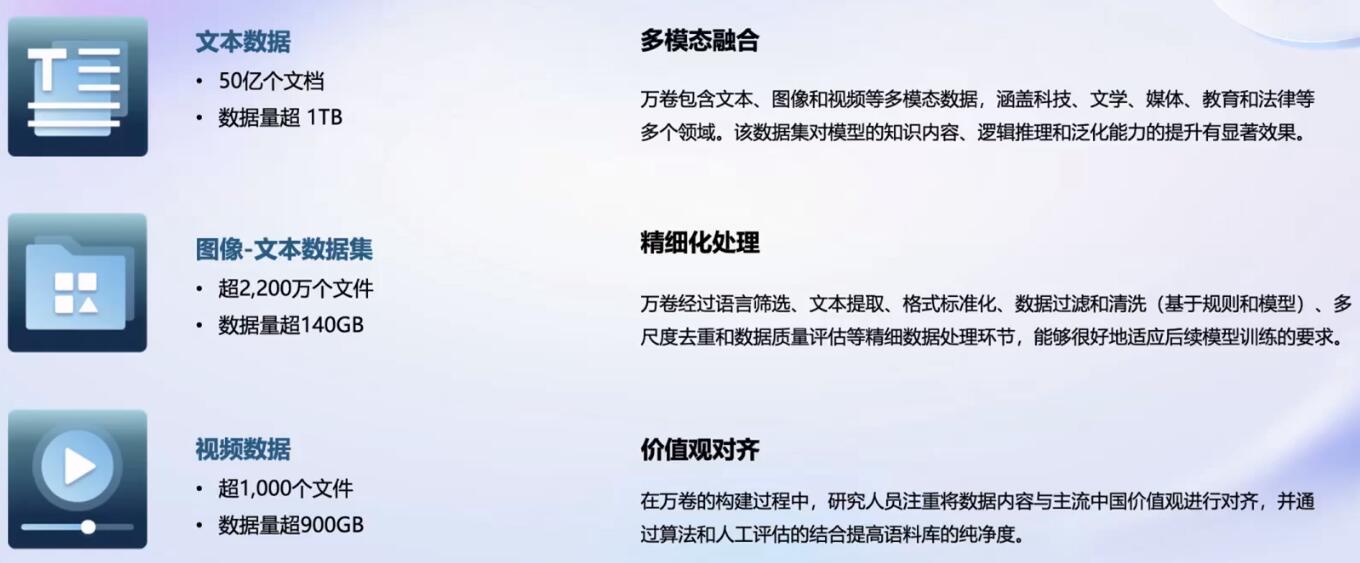 文本数据
• 50亿个文档
• 数据量超 1TB
多模态融合
万卷包含文本、图像和视频等多模态数据，涵盖科技、文学、媒体、教育和法律等
多个领域。该数据集对模型的知识内容、逻辑推理和泛化能力的提升有显著效果。
图像-文本数据集
• 超2,200万个文件
• 数据量超140GB
精细化处理
万卷经过语言筛选、文本提取、格式标准化、数据过滤和清洗（基于规则和模型）、多
尺度去重和数据质量评估等精细数据处理环节，能够很好地适应后续模型训练的要求。
视频数据
• 超1,000个文件
• 数据量超900GB
价值观对齐
在万卷的构建过程中，研究人员注重将数据内容与主流中国价值观进行对齐，并通
过算法和人工评估的结合提高语料库的纯净度。